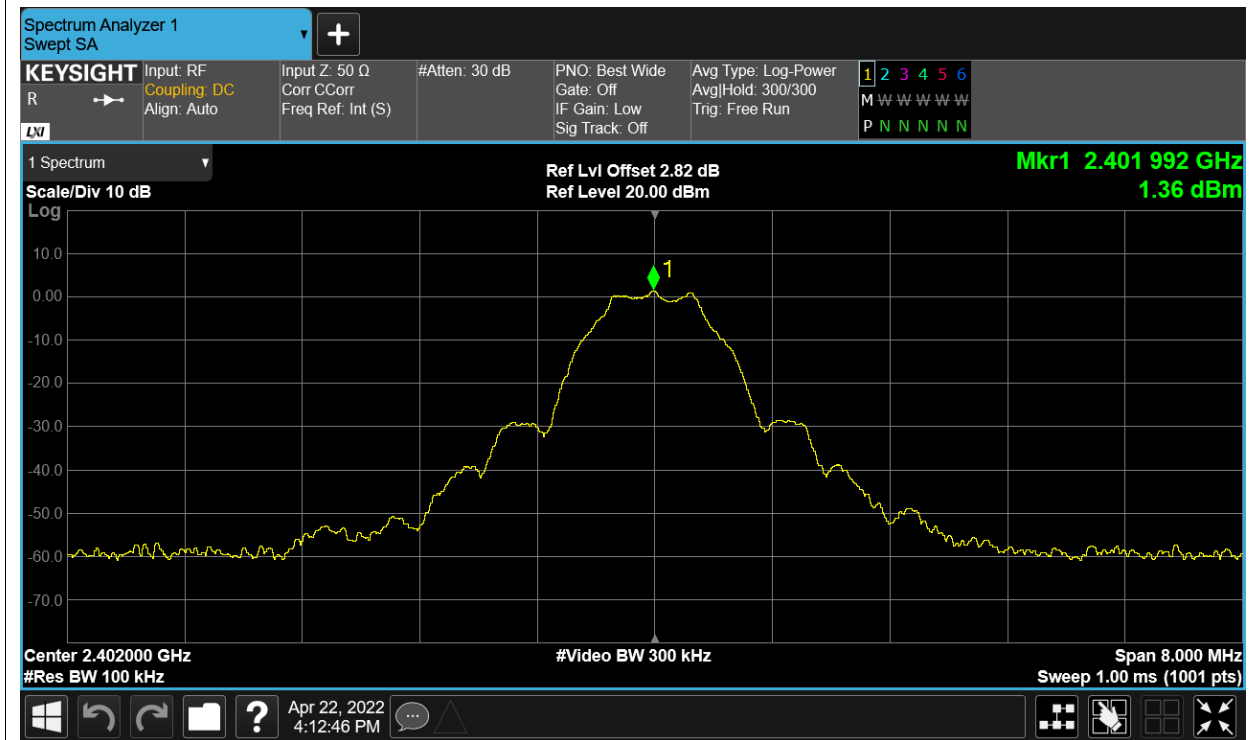 Spectrum Analyzer 1
Swept SA
KEYSIGHT
R
LXI
Input: RF
Coupling: DC
Align: Auto
Input Z: 50 Ω
Corr CCorr
Freq Ref: Int (S)
#Atten: 30 dB
PNO: Best Wide
Gate: Off
IF Gain: Low
Sig Track: Off
Avg Type: Log-Power
Avg|Hold: 300/300
Trig: Free Run
1 2 3 4 5 6
M W W W W W
P N N N N N
1 Spectrum
Scale/Div 10 dB
Ref Lvl Offset 2.82 dB
Ref Level 20.00 dBm
Mkr1 2.401 992 GHz
1.36 dBm
Log
10.0
0.00
-10.0
-20.0
-30.0
-40.0
-50.0
-60.0
-70.0
1
Center 2.402000 GHz
#Res BW 100 kHz
#Video BW 300 kHz
Span 8.000 MHz
Sweep 1.00 ms (1001 pts)
?
Apr 22, 2022
4:12:46 PM